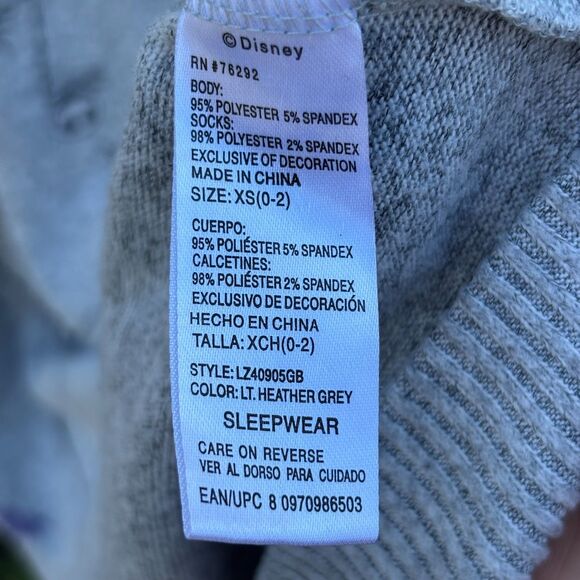 ©Disney
RN #76292
BODY:
95% POLYESTER 5% SPANDEX
SOCKS:
98% POLYESTER 2% SPANDEX
EXCLUSIVE OF DECORATION
MADE IN CHINA
SIZE: XS(0-2)
CUERPO:
95% POLIÉSTER 5% SPANDEX
CALCETINES:
98% POLIÉSTER 2% SPANDEX
EXCLUSIVO DE DECORACIÓN
HECHO EN CHINA
TALLA: XCH(0-2)
STYLE: LZ40905GB
COLOR: LT. HEATHER GREY
SLEEPWEAR
CARE ON REVERSE
VER AL DORSO PARA CUIDADO
EAN/UPC 8 0970986503